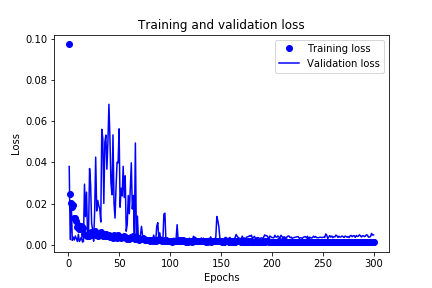 Training and validation loss
0.10
0.08
0.06
0.04
0.02
0.00
Loss
Training loss
Validation loss
0
50
100
150
200
250
300
Epochs